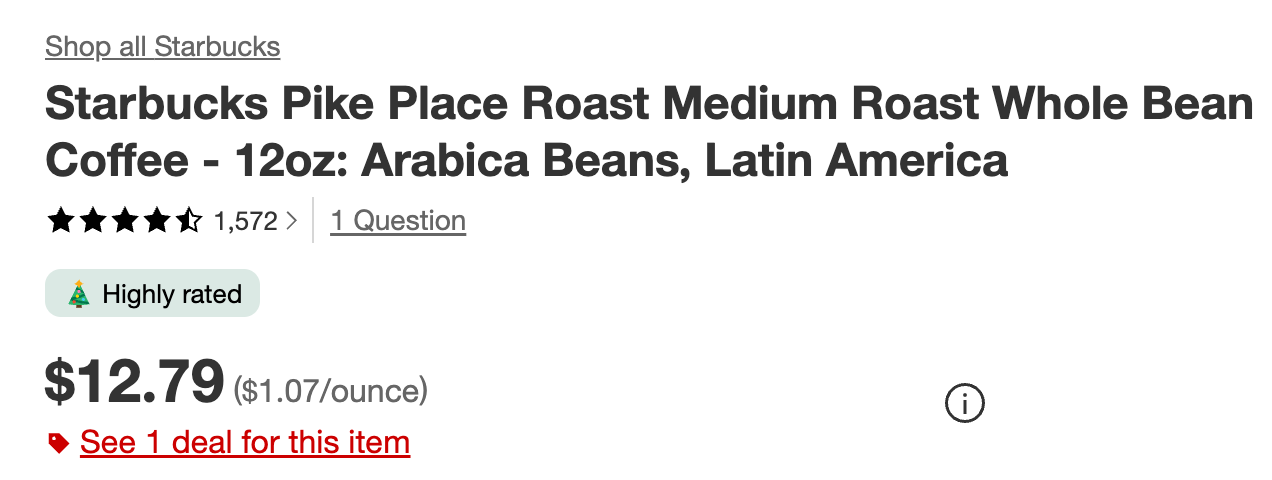 Shop all Starbucks
Starbucks Pike Place Roast Medium Roast Whole Bean
Coffee - 12oz: Arabica Beans, Latin America
1,572 > 1 Question
Highly rated
$12.79 ($1.07/ounce)
i
See 1 deal for this item